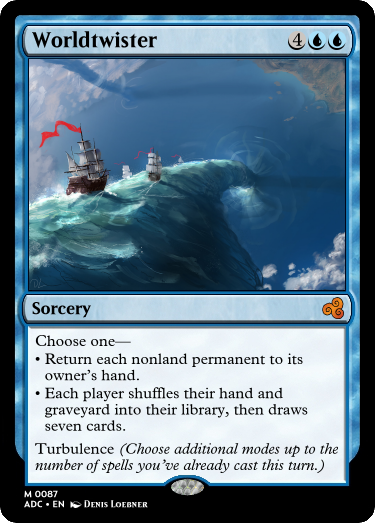 Worldtwister 4
Sorcery
Choose one—
• Return each nonland permanent to its
owner's hand.
• Each player shuffles their hand and
graveyard into their library, then draws
seven cards.
Turbulence (Choose additional modes up to the
number of spells you've already cast this turn.)
M 0087
ADC • EN Denis Loebner